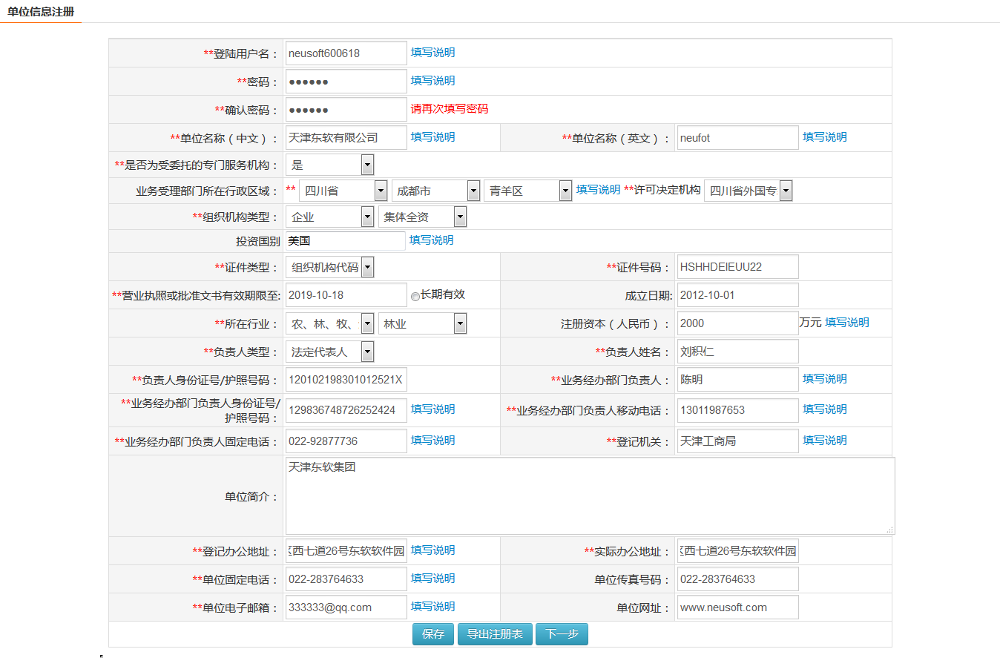 单位信息注册
**登陆用户名： neusoft600618 填写说明
**密码： ●●●●●● 填写说明
**确认密码： ●●●●●● 请再次填写密码
**单位名称（中文）： 天津东软有限公司 填写说明 **单位名称（英文）： neufot 填写说明
**是否为受委托的专门服务机构： 是
业务受理部门所在行政区域： ** 四川省 成都市 青羊区 填写说明 **许可决定机构 四川省外国专
**组织机构类型： 企业 集体全资
投资国别 美国 填写说明
**证件类型： 组织机构代码 **证件号码： HSHHDEIEUU22
**营业执照或批准文书有效期限至: 2019-10-18 长期有效 成立日期: 2012-10-01
**所在行业： 农、林、牧、 林业 注册资本（人民币）： 2000 万元 填写说明
**负责人类型： 法定代表人 **负责人姓名： 刘积仁
**负责人身份证号/护照号码： 120102198301012521X **业务经办部门负责人： 陈明 填写说明
**业务经办部门负责人身份证号/
护照号码： 129836748726252424 填写说明 **业务经办部门负责人移动电话： 13011987653 填写说明
**业务经办部门负责人固定电话： 022-92877736 填写说明 **登记机关： 天津工商局 填写说明
单位简介： 天津东软集团
**登记办公地址： 区西七道26号东软软件园 填写说明 **实际办公地址： 区西七道26号东软软件园
**单位固定电话： 022-283764633 填写说明 单位传真号码： 022-283764633
**单位电子邮箱： 333333@qq.com 填写说明 单位网址： www.neusoft.com
保存 导出注册表 下一步